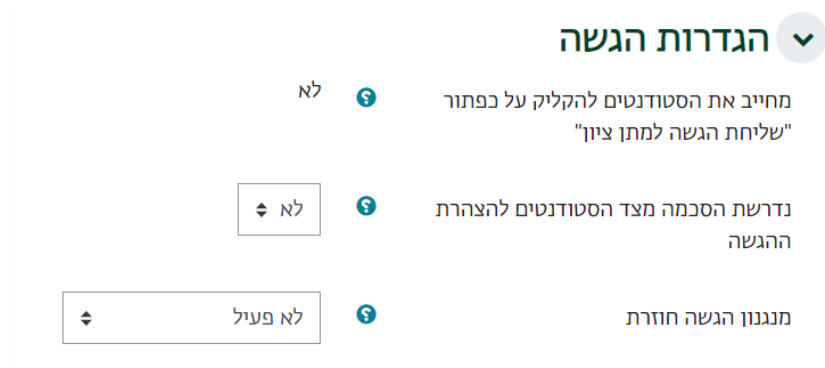 הגדרות הגשה
מחייב את הסטודנטים להקליק על כפתור
"שליחת הגשה למתן ציון"
לא
נדרשת הסכמה מצד הסטודנטים להצהרת
ההגשה
לא
מנגנון הגשה חוזרת
לא פעיל